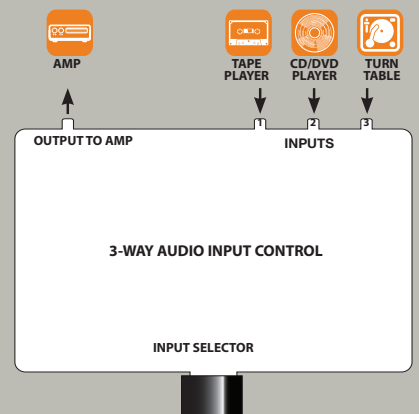 AMP
TAPE
PLAYER
CD/DVD
PLAYER
TURN
TABLE
1
2
3
OUTPUT TO AMP
INPUTS
3-WAY AUDIO INPUT CONTROL
INPUT SELECTOR